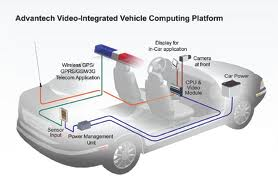 Advantech Video-Integrated Vehicle Computing Platform
Display for
In-Car application
Wireless GPS/
GPRS/GSM/3G
Telecom Application
Camera
at front
CPU &
Video
Module
Car Power
Sensor
Input
Power Management
Unit